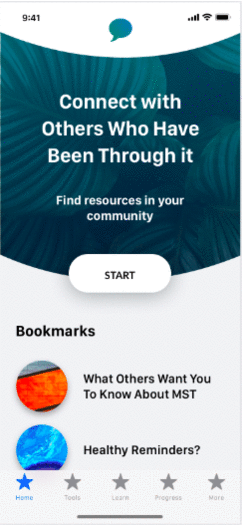 9:41
Connect with
Others Who Have
Been Through it
Find resources in your
community
START
Bookmarks
What Others Want You
To Know About MST
Healthy Reminders?
Home
Tools
Learn
Progress
More